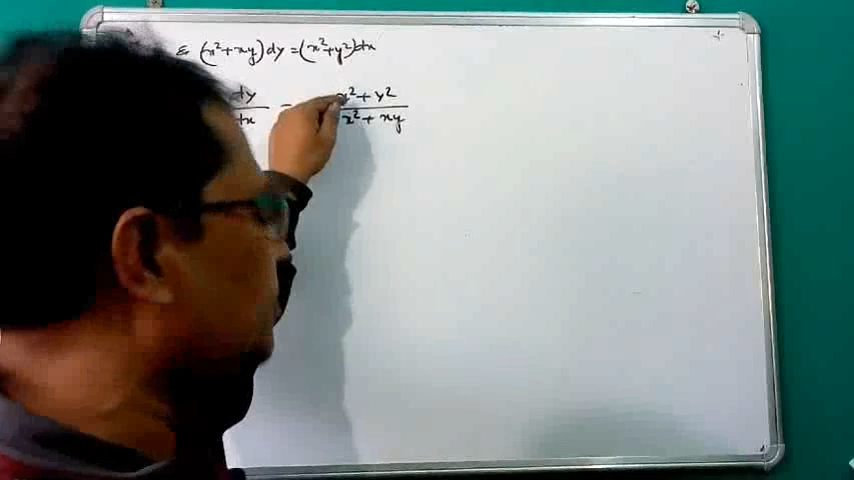 (x²+xy)dy=(x²+y²)dx
dy/dx = x²+y²/x²+xy